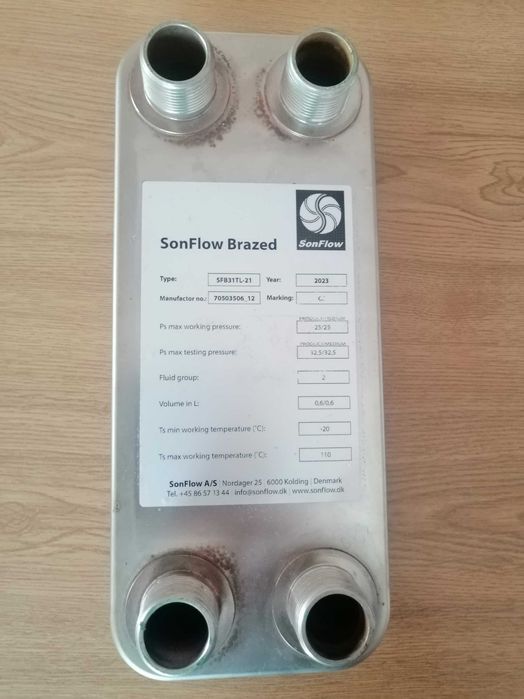 SonFlow
SonFlow Brazed
Type: SFB31TL-21 Year: 2023
Manufactor no.: 70503506_12 Marking:
Ps max working pressure: 25/25
Ps max testing pressure: 32,5/32,5
Fluid group: 2
Volume in L: 0,6/0,6
Ts min working temperature (°C): -20
Ts max working temperature (°C): 110
SonFlow A/S | Nordager 25 | 6000 Kolding | Denmark
Tel. +45 86 57 13 44 | info@sonflow.dk | www.sonflow.dk